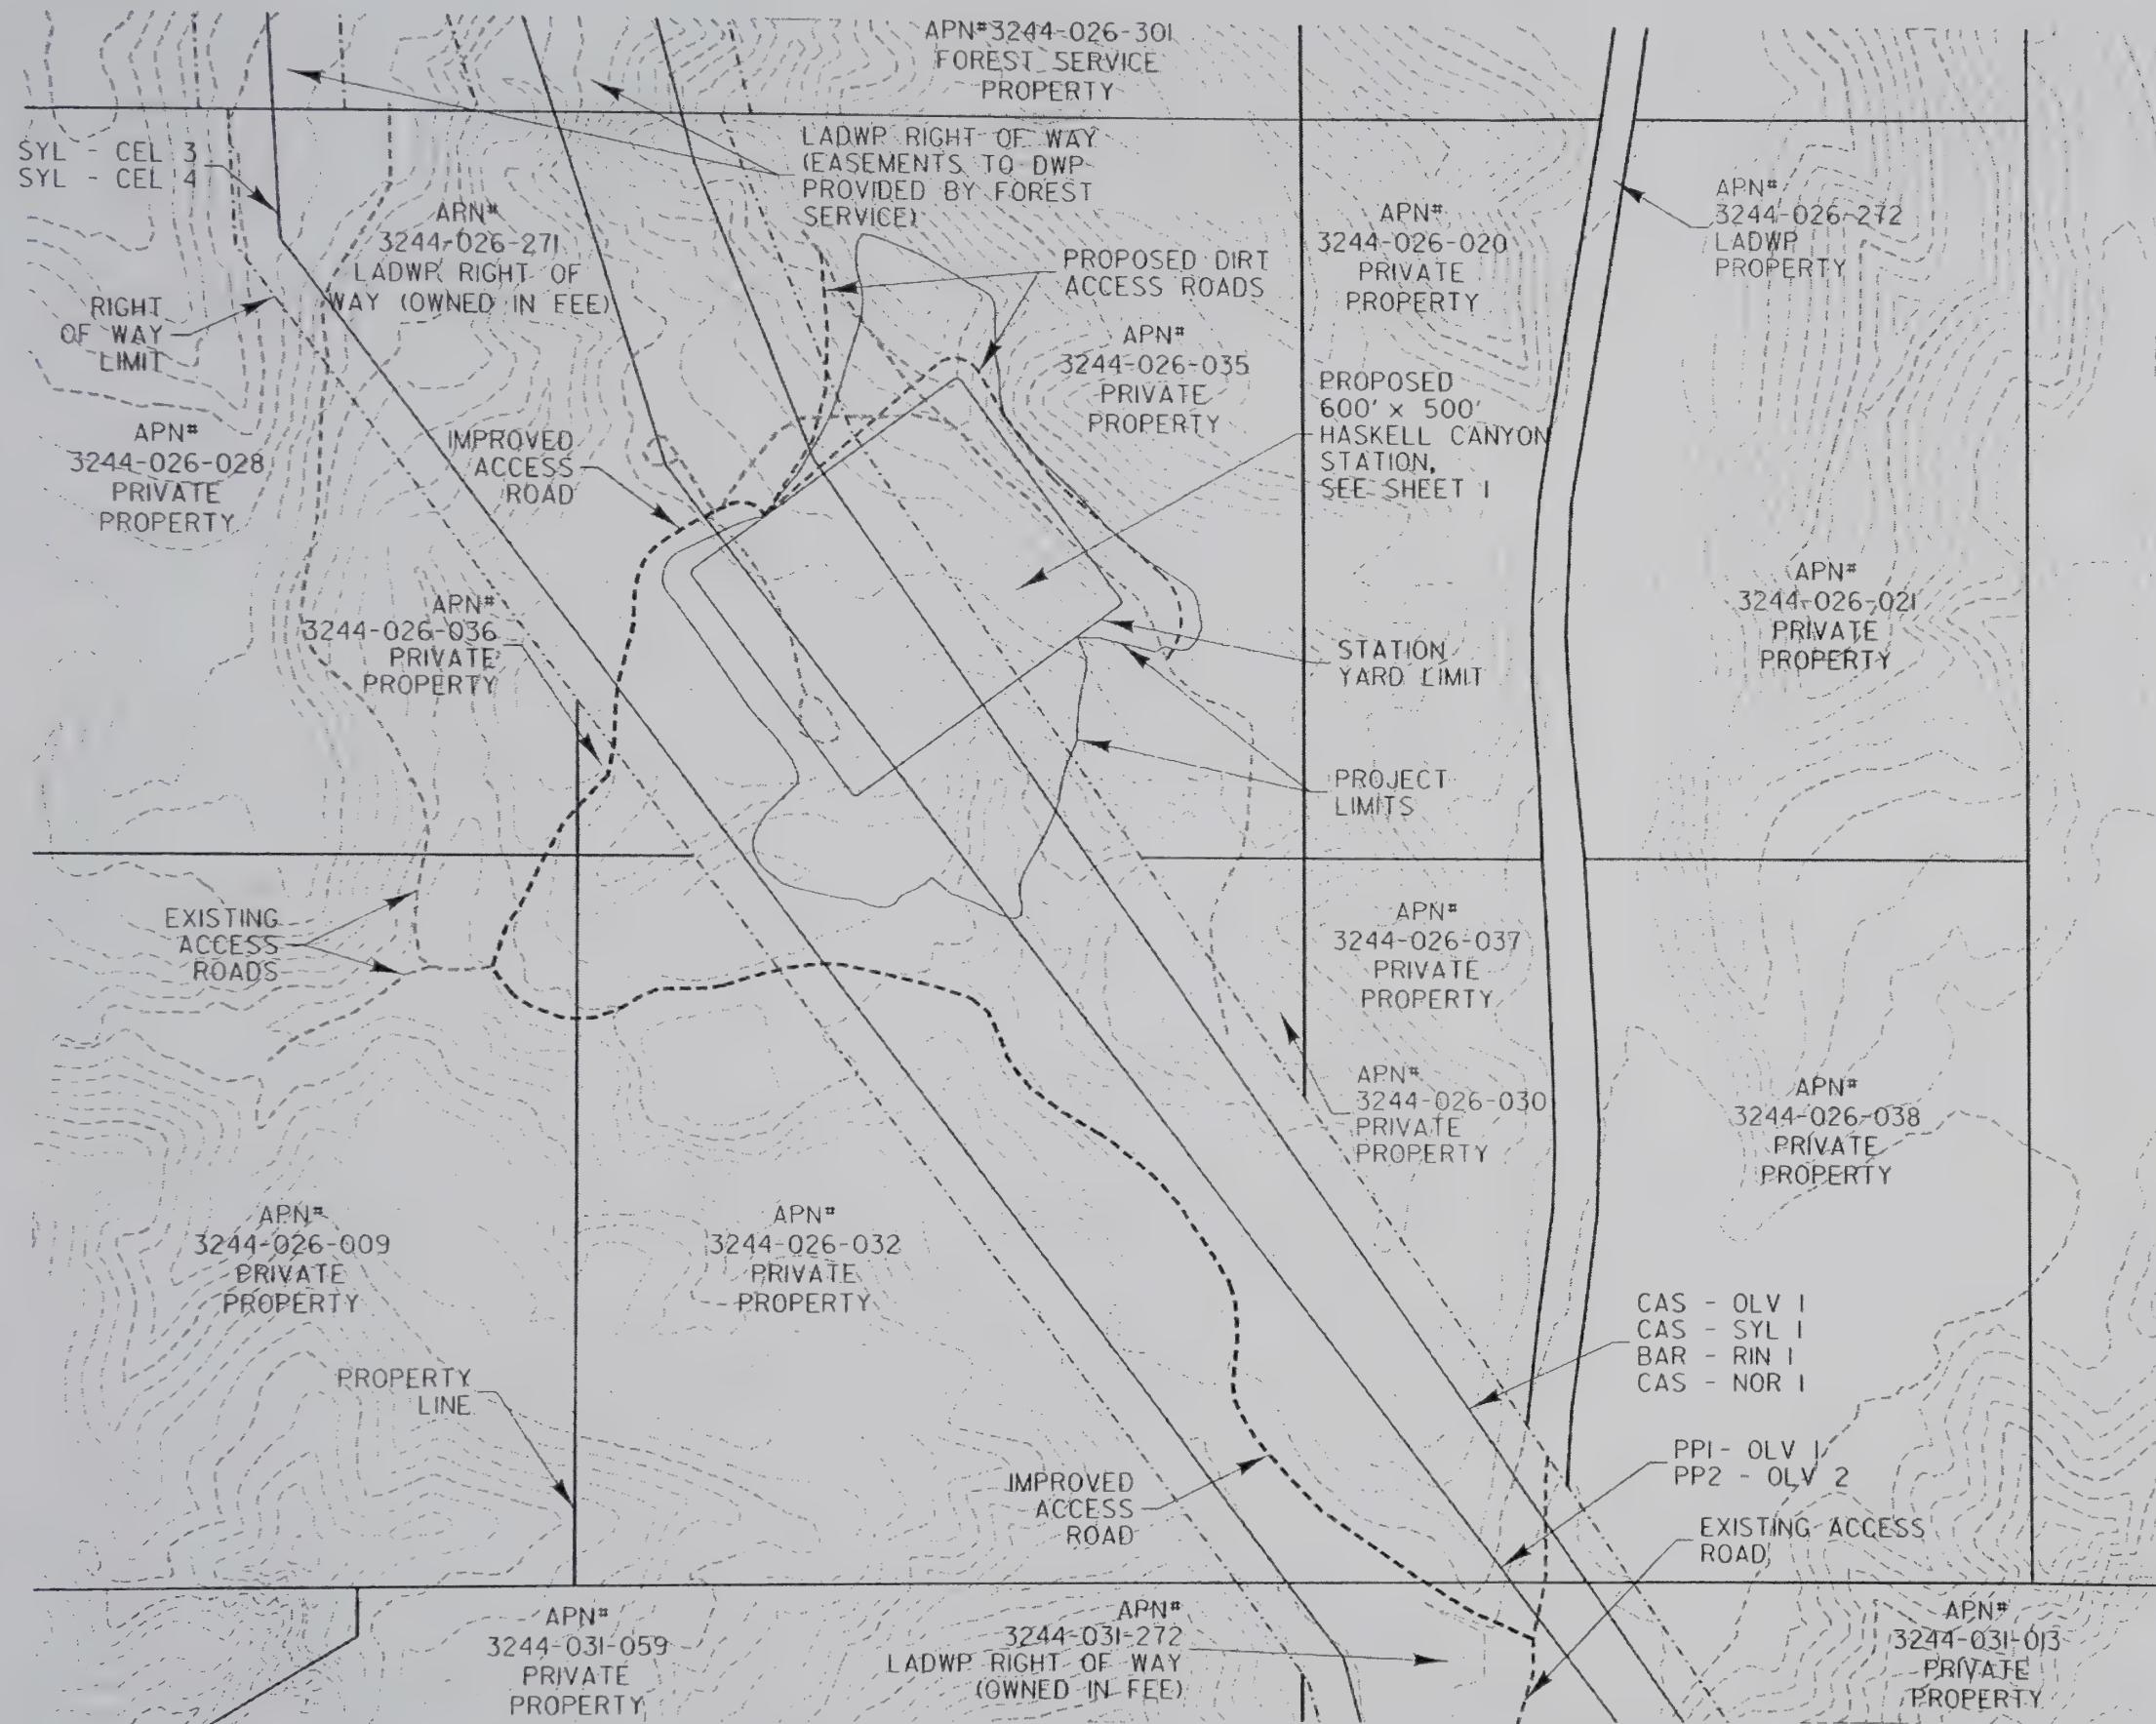 APN#3244-026-301
FOREST SERVICE
PROPERTY
LADWP RIGHT OF WAY
(EASEMENTS TO DWP
PROVIDED BY FOREST
SERVICE)
SYL - CEL 3
SYL - CEL 4
APN#
3244-026-271
LADWP RIGHT OF
WAY (OWNED IN FEE)
APN#
3244-026-020
PRIVATE
PROPERTY
APN#
3244-026-272
LADWP
PROPERTY
RIGHT
OF WAY
LIMIT
PROPOSED DIRT
ACCESS ROADS
APN#
3244-026-035
PRIVATE
PROPERTY
PROPOSED
600' x 500'
HASKELL CANYON
STATION,
SEE SHEET 1
APN#
3244-026-028
PRIVATE
PROPERTY
IMPROVED
ACCESS
ROAD
APN#
3244-026-036
PRIVATE
PROPERTY
APN#
3244-026-021
PRIVATE
PROPERTY
STATION
YARD LIMIT
PROJECT
LIMITS
EXISTING
ACCESS
ROADS
APN#
3244-026-037
PRIVATE
PROPERTY
APN#
3244-026-030
PRIVATE
PROPERTY
APN#
3244-026-038
PRIVATE
PROPERTY
APN#
3244-026-009
PRIVATE
PROPERTY
APN#
3244-026-032
PRIVATE
PROPERTY
CAS - OLV 1
CAS - SYL 1
BAR - RIN 1
CAS - NOR 1
PROPERTY
LINE
PP1- OLV 1
PP2 - OLV 2
IMPROVED
ACCESS
ROAD
EXISTING ACCESS
ROAD
APN#
3244-031-059
PRIVATE
PROPERTY
APN#
3244-031-272
LADWP RIGHT OF WAY
(OWNED IN FEE)
APN#
3244-031-013
PRIVATE
PROPERTY